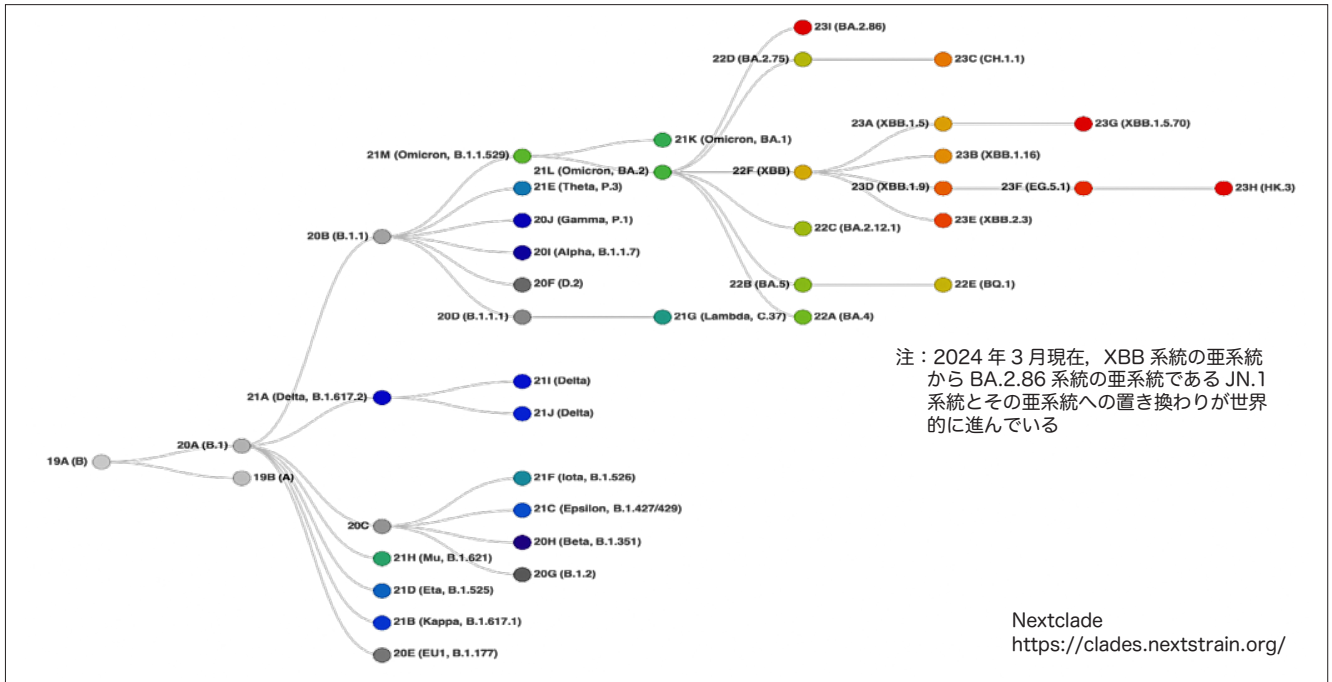 23I (BA.2.86)
22D (BA.2.75)
23C (CH.1.1)
23A (XBB.1.5)
23G (XBB.1.5.70)
21K (Omicron, BA.1)
21M (Omicron, B.1.1.529)
23B (XBB.1.16)
21L (Omicron, BA.2)
22F (XBB)
21E (Theta, P.3)
23D (XBB.1.9)
23F (EG.5.1)
23H (HK.3)
20J (Gamma, P.1)
23E (XBB.2.3)
22C (BA.2.12.1)
20B (B.1.1)
20I (Alpha, B.1.1.7)
20F (D.2)
22B (BA.5)
22E (BQ.1)
20D (B.1.1.1)
21G (Lambda, C.37)
22A (BA.4)
注：2024 年 3 月現在，XBB 系統の亜系統
から BA.2.86 系統の亜系統である JN.1
系統とその亜系統への置き換わりが世界
的に進んでいる
21I (Delta)
21A (Delta, B.1.617.2)
21J (Delta)
20A (B.1)
19A (B)
19B (A)
21F (Iota, B.1.526)
21C (Epsilon, B.1.427/429)
20C
20H (Beta, B.1.351)
21H (Mu, B.1.621)
20G (B.1.2)
21D (Eta, B.1.525)
21B (Kappa, B.1.617.1)
20E (EU1, B.1.177)
Nextclade
https://clades.nextstrain.org/